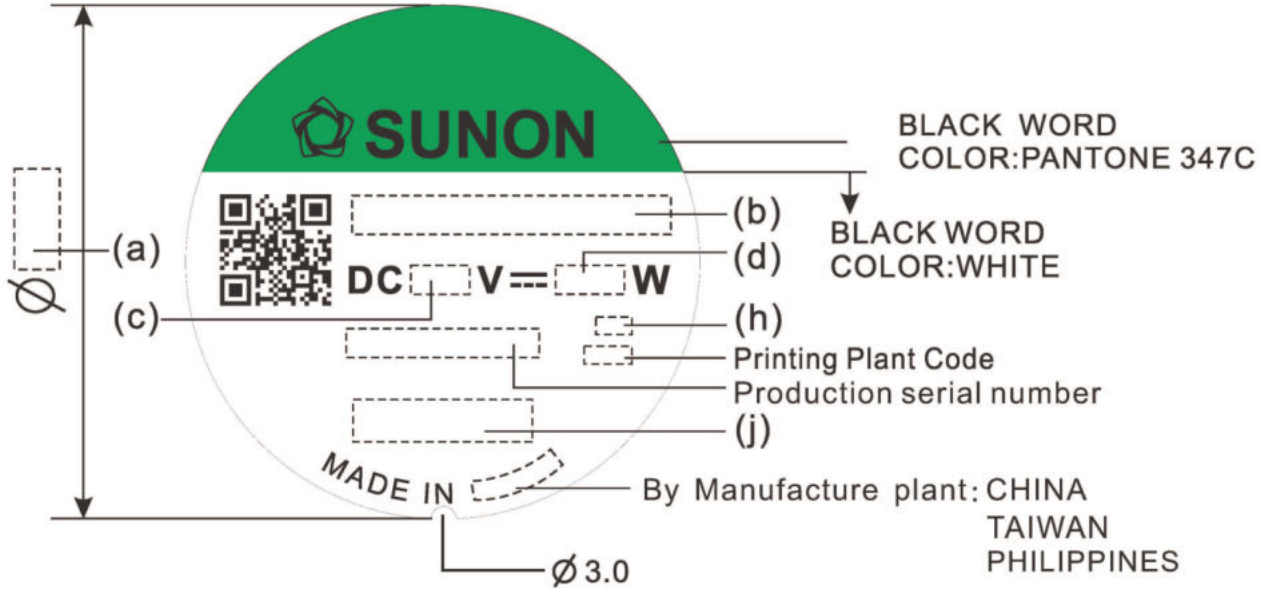 SUNON
BLACK WORD
COLOR:PANTONE 347C
(b)
BLACK WORD
COLOR:WHITE
(a)
(d)
DC V W
(c)
(h)
Printing Plant Code
Production serial number
(j)
MADE IN
By Manufacture plant: CHINA
TAIWAN
PHILIPPINES
Ø
Ø 3.0